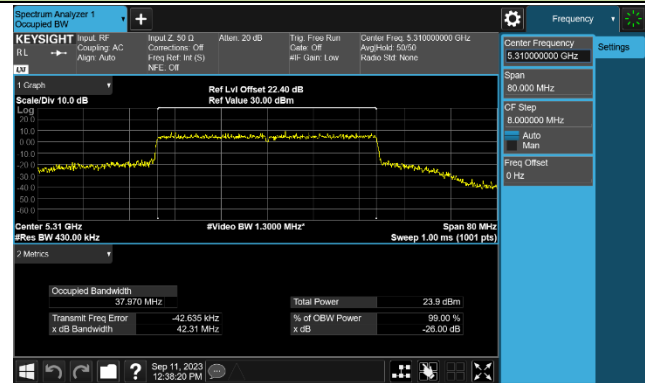 Spectrum Analyzer 1
Occupied BW
Frequency
KEYSIGHT
RL
LXI
Input: RF
Coupling: AC
Align: Auto
Input Z: 50 Ω
Corrections: Off
Freq Ref: Int (S)
NFE: Off
Atten: 20 dB
Trig: Free Run
Gate: Off
#IF Gain: Low
Center Freq: 5.310000000 GHz
Avg|Hold: 50/50
Radio Std: None
Center Frequency
5.310000000 GHz
Settings
Span
80.000 MHz
CF Step
8.000000 MHz
Auto
Man
Freq Offset
0 Hz
1 Graph
Scale/Div 10.0 dB
Ref Lvl Offset 22.40 dB
Ref Value 30.00 dBm
Log
20.0
10.0
0.00
-10.0
-20.0
-30.0
-40.0
-50.0
-60.0
Center 5.31 GHz
#Res BW 430.00 kHz
#Video BW 1.3000 MHz*
Span 80 MHz
Sweep 1.00 ms (1001 pts)
2 Metrics
Occupied Bandwidth
37.970 MHz
Total Power 23.9 dBm
Transmit Freq Error -42.635 kHz
% of OBW Power 99.00 %
x dB Bandwidth 42.31 MHz
x dB -26.00 dB
Sep 11, 2023
12:38:20 PM